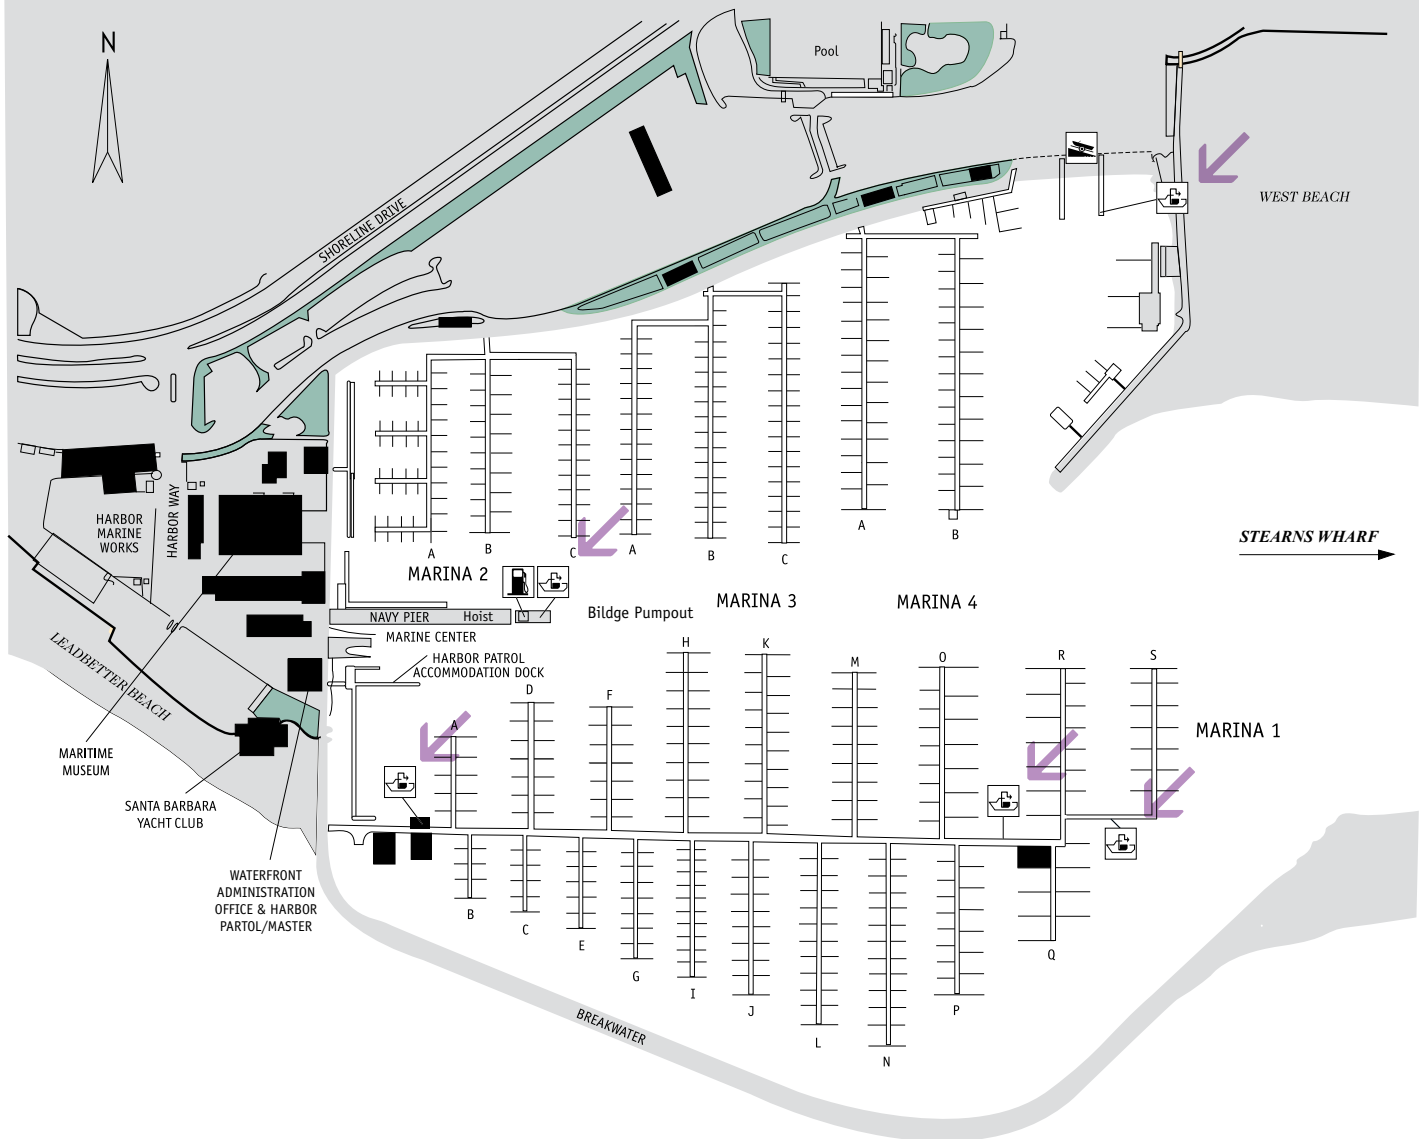 N
Pool
SHORELINE DRIVE
WEST BEACH
A
B
C
A
B
C
A
B
MARINA 2
MARINA 3
MARINA 4
STEARNS WHARF
HARBOR
MARINE
WORKS
HARBOR WAY
NAVY PIER
Hoist
Bildge Pumpout
MARINE CENTER
HARBOR PATROL
ACCOMMODATION DOCK
LEADBETTER BEACH
MARITIME
MUSEUM
SANTA BARBARA
YACHT CLUB
WATERFRONT
ADMINISTRATION
OFFICE & HARBOR
PARTOL/MASTER
A
D
F
H
K
M
O
R
S
MARINA 1
B
C
E
G
I
J
L
N
P
Q
BREAKWATER